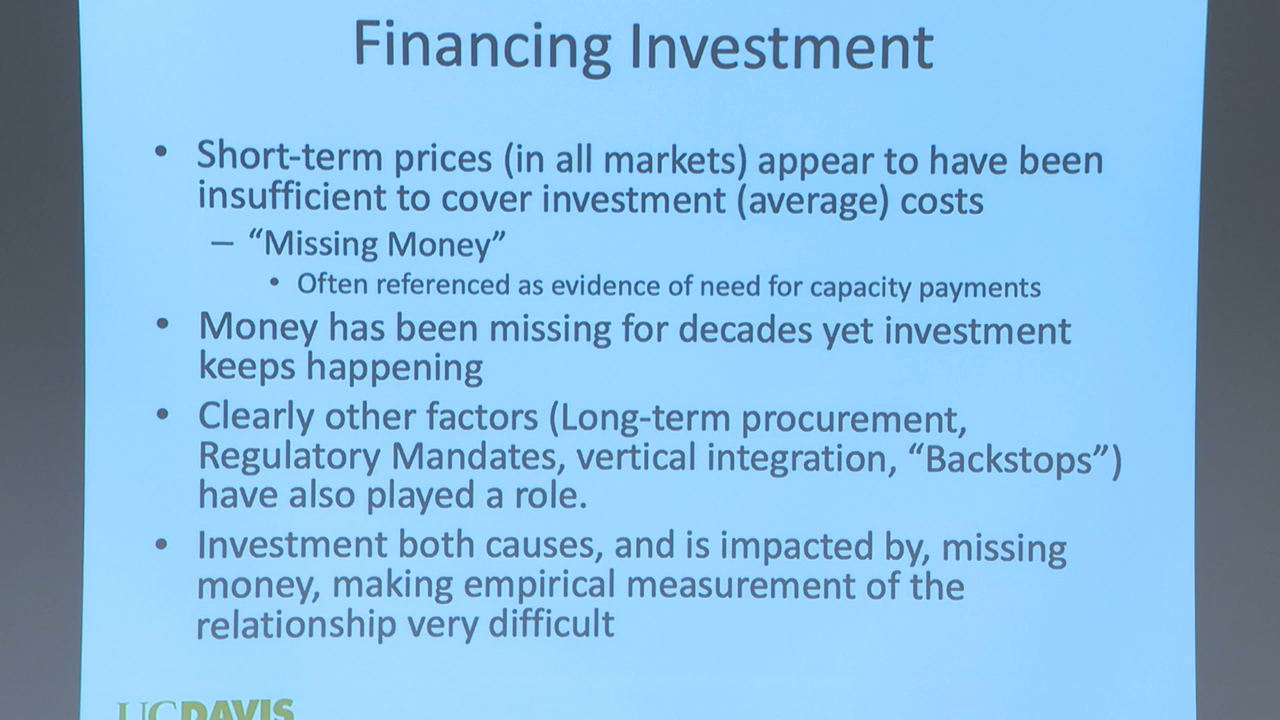 Financing Investment
• Short-term prices (in all markets) appear to have been
insufficient to cover investment (average) costs
– “Missing Money”
• Often referenced as evidence of need for capacity payments
• Money has been missing for decades yet investment
keeps happening
• Clearly other factors (Long-term procurement,
Regulatory Mandates, vertical integration, “Backstops”)
have also played a role.
• Investment both causes, and is impacted by, missing
money, making empirical measurement of the
relationship very difficult
UCDAVIS